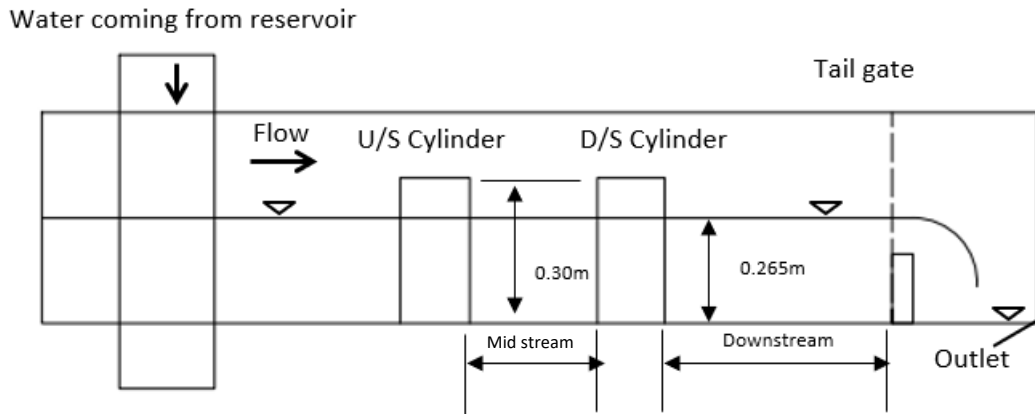 Water coming from reservoir
Tail gate
Flow
U/S Cylinder
D/S Cylinder
0.30m
0.265m
Mid stream
Downstream
Outlet